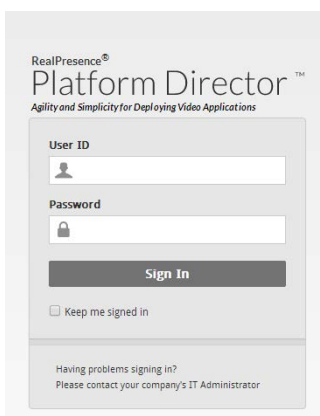 RealPresence®
Platform Director™
Agility and Simplicity for Deploying Video Applications
User ID
Password
Sign In
Keep me signed in
Having problems signing in?
Please contact your company's IT Administrator